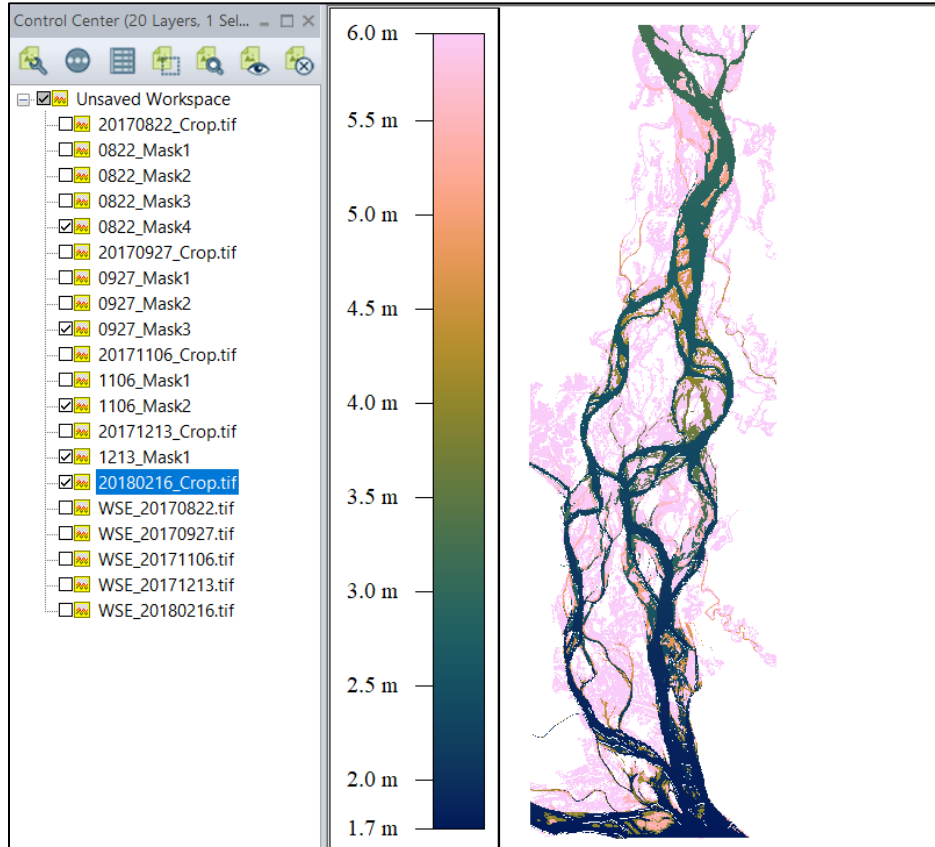 Control Center (20 Layers, 1 Sel...
Unsaved Workspace
20170822_Crop.tif
0822_Mask1
0822_Mask2
0822_Mask3
0822_Mask4
20170927_Crop.tif
0927_Mask1
0927_Mask2
0927_Mask3
20171106_Crop.tif
1106_Mask1
1106_Mask2
20171213_Crop.tif
1213_Mask1
20180216_Crop.tif
WSE_20170822.tif
WSE_20170927.tif
WSE_20171106.tif
WSE_20171213.tif
WSE_20180216.tif
6.0 m
5.5 m
5.0 m
4.5 m
4.0 m
3.5 m
3.0 m
2.5 m
2.0 m
1.7 m